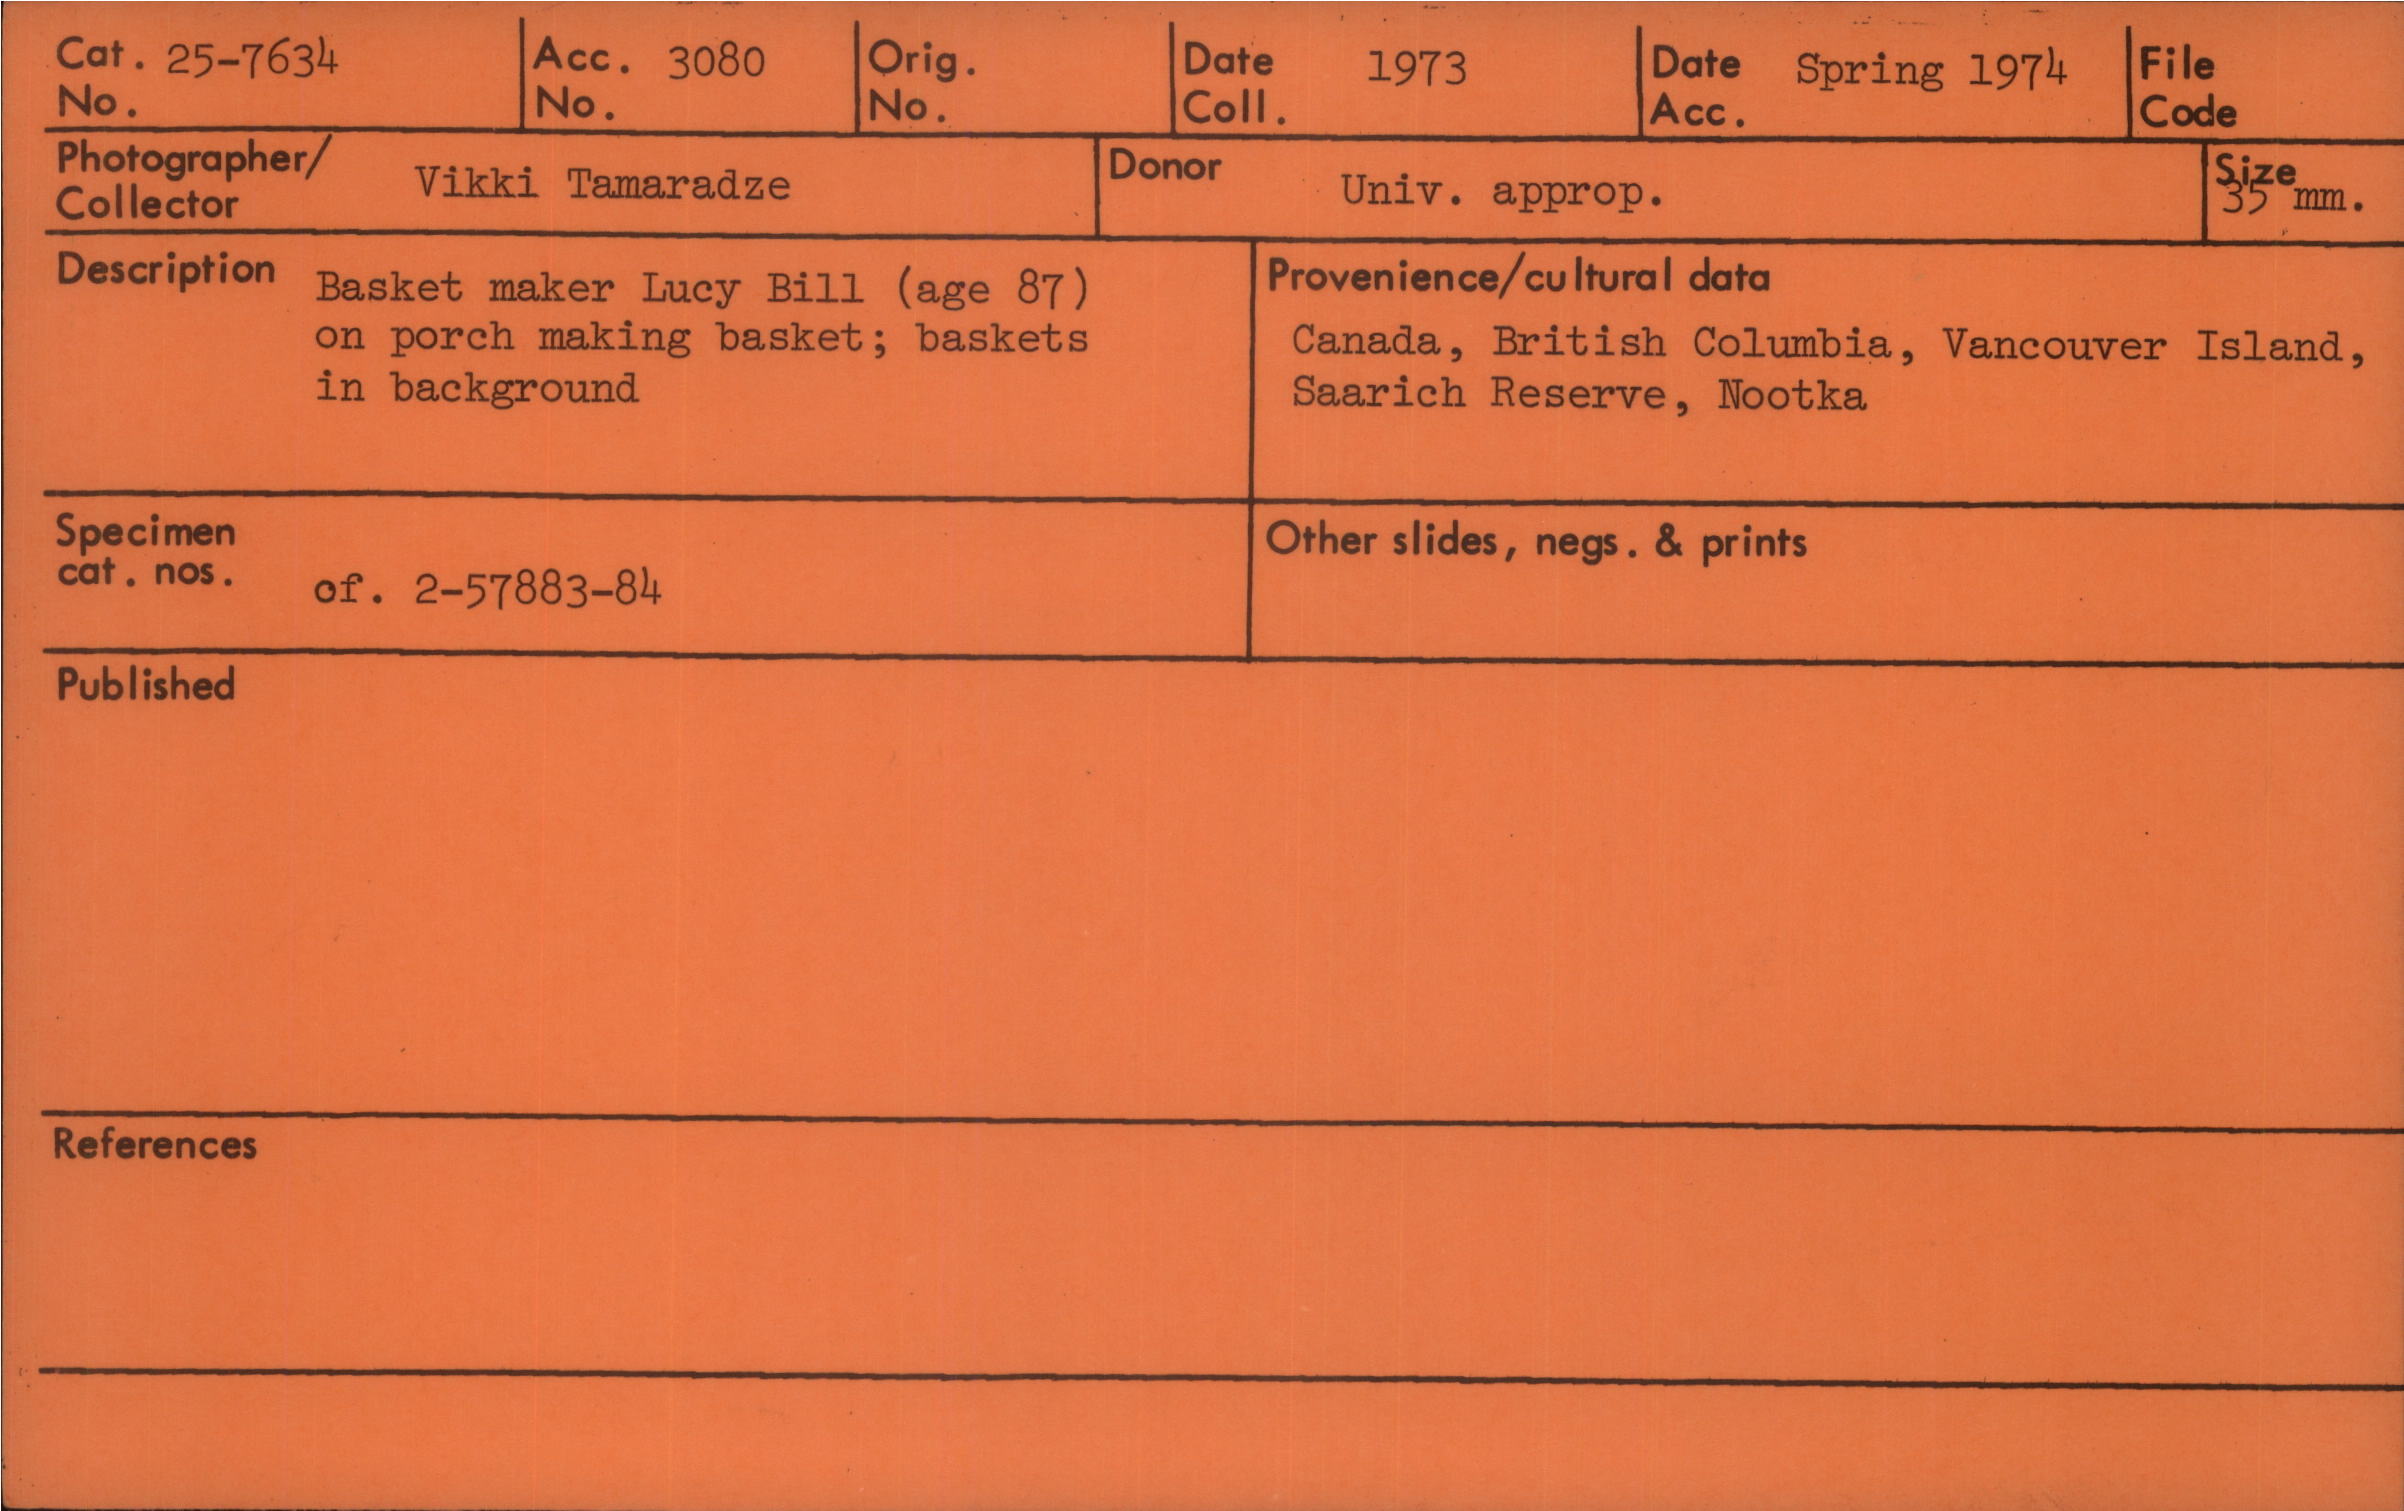 Cat. No. 25-7634
Acc. No. 3080
Orig. No.
Date Coll. 1973
Date Acc. Spring 1974
File Code
Photographer/ Collector Vikki Tamaradze
Donor Univ. approp.
Size 35 mm.
Description
Basket maker Lucy Bill (age 87)
on porch making basket; baskets
in background
Provenience/cultural data
Canada, British Columbia, Vancouver Island,
Saarich Reserve, Nootka
Specimen
cat. nos. of. 2-57883-84
Other slides, negs. & prints
Published
References